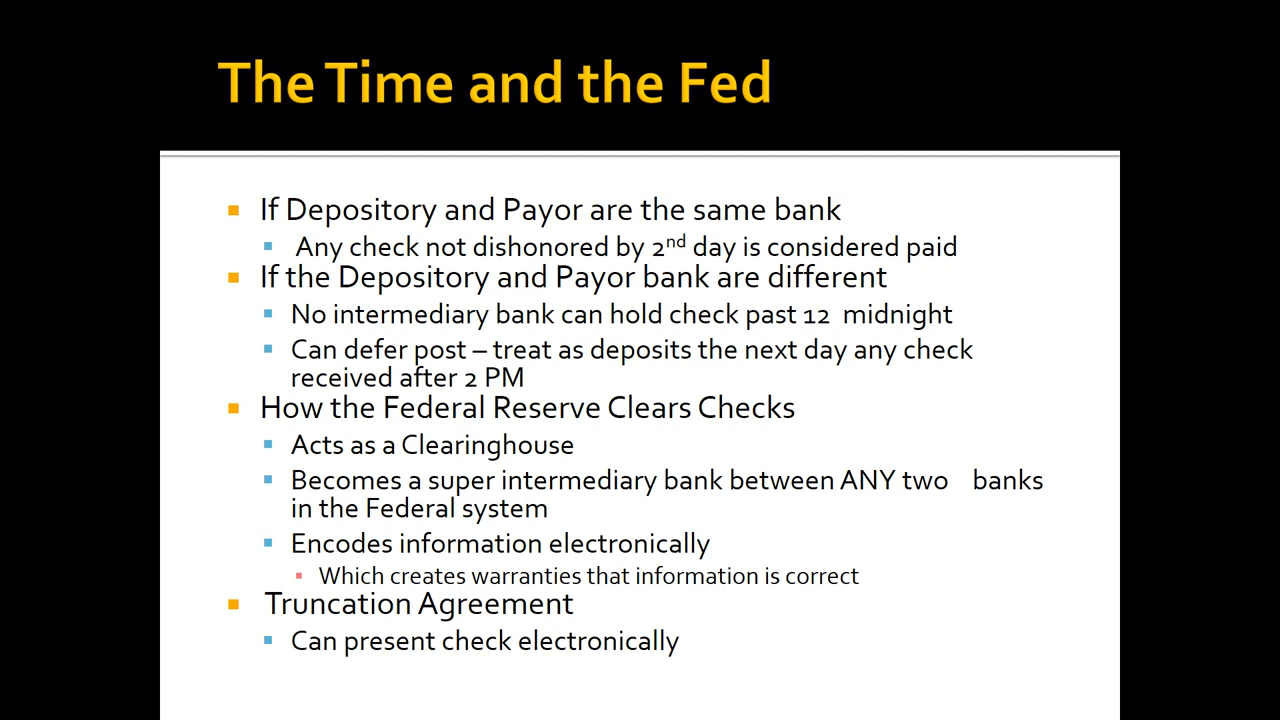 The Time and the Fed
If Depository and Payor are the same bank
Any check not dishonored by 2nd day is considered paid
If the Depository and Payor bank are different
No intermediary bank can hold check past 12 midnight
Can defer post – treat as deposits the next day any check
received after 2 PM
How the Federal Reserve Clears Checks
Acts as a Clearinghouse
Becomes a super intermediary bank between ANY two banks
in the Federal system
Encodes information electronically
Which creates warranties that information is correct
Truncation Agreement
Can present check electronically